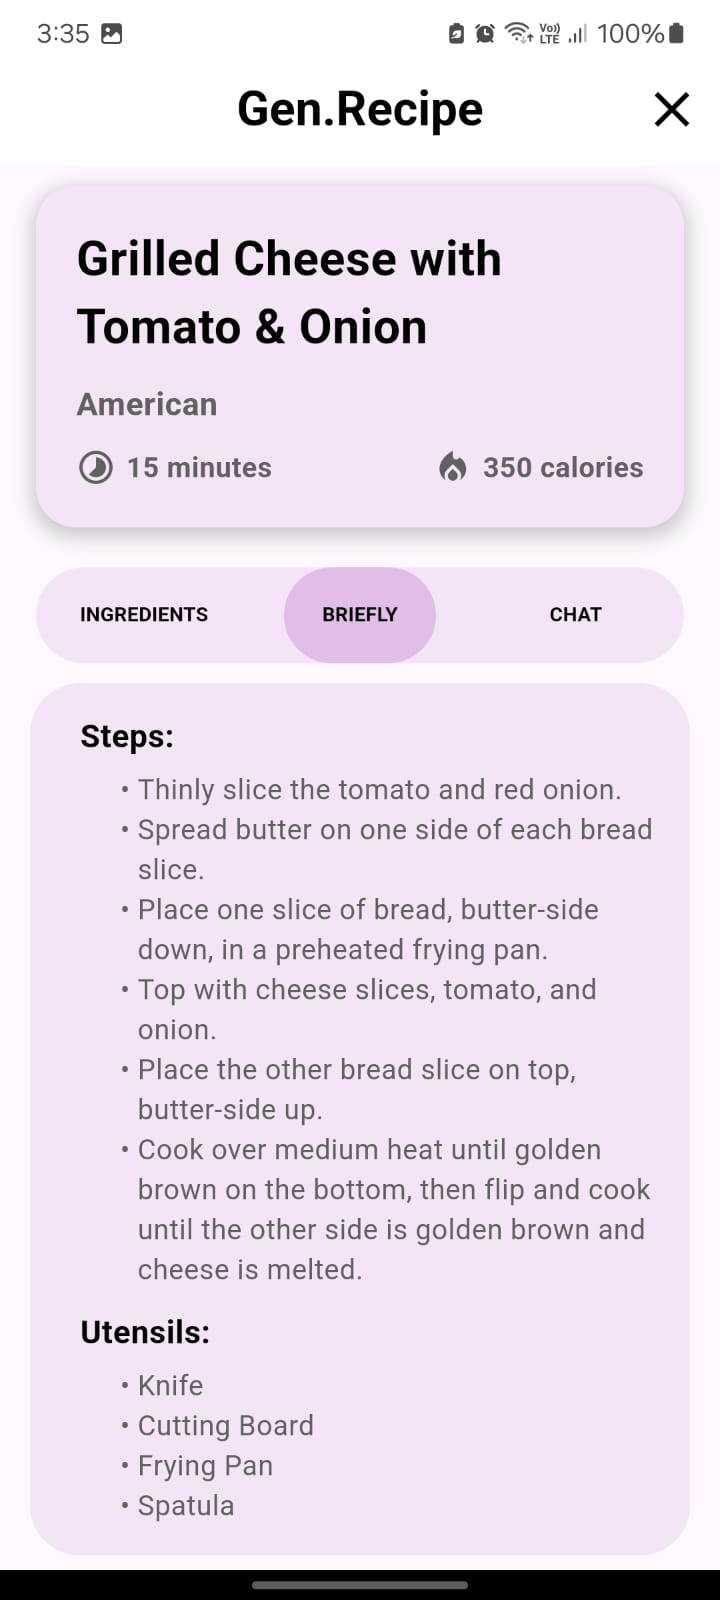 3:35
Vo))
LTE
100%
Gen.Recipe
Grilled Cheese with
Tomato & Onion
American
15 minutes
350 calories
INGREDIENTS
BRIEFLY
CHAT
Steps:
• Thinly slice the tomato and red onion.
• Spread butter on one side of each bread
slice.
• Place one slice of bread, butter-side
down, in a preheated frying pan.
• Top with cheese slices, tomato, and
onion.
• Place the other bread slice on top,
butter-side up.
• Cook over medium heat until golden
brown on the bottom, then flip and cook
until the other side is golden brown and
cheese is melted.
Utensils:
• Knife
• Cutting Board
• Frying Pan
• Spatula